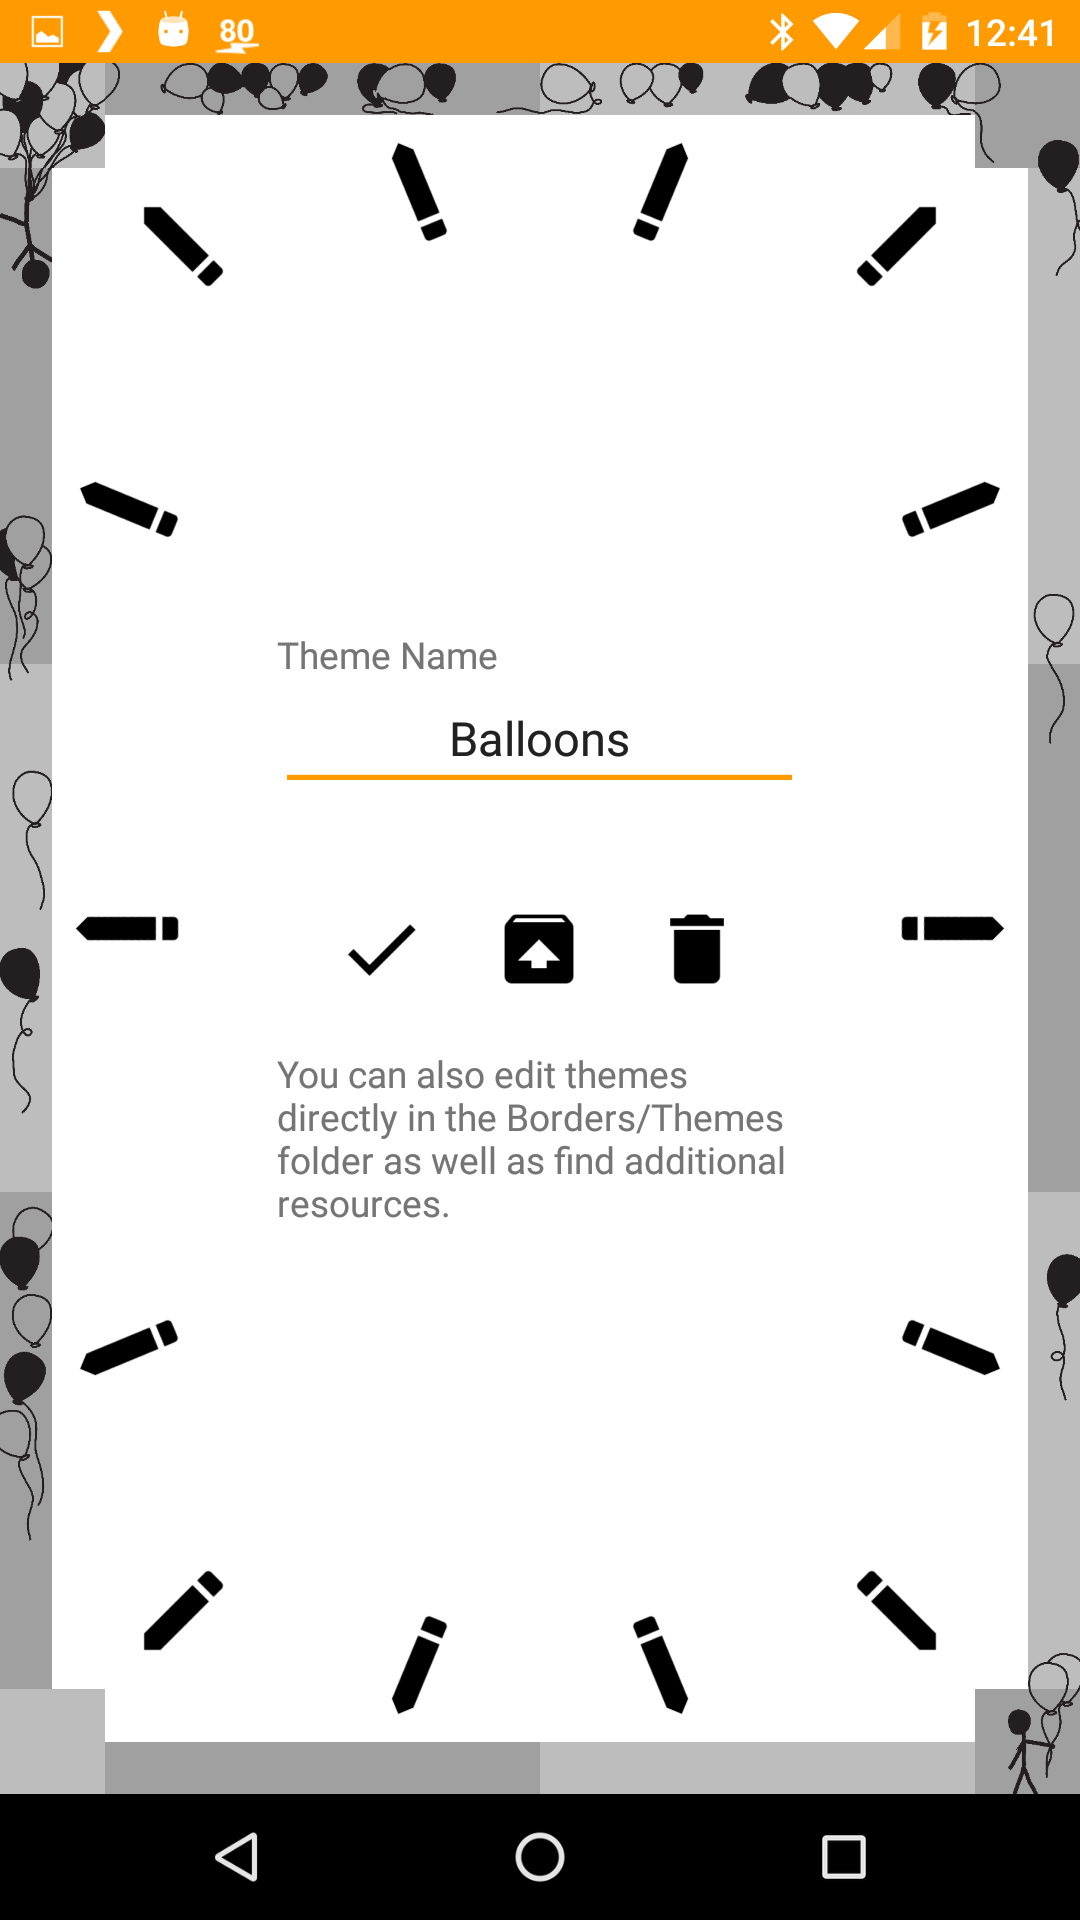 80
12:41
Theme Name
Balloons
You can also edit themes
directly in the Borders/Themes
folder as well as find additional
resources.